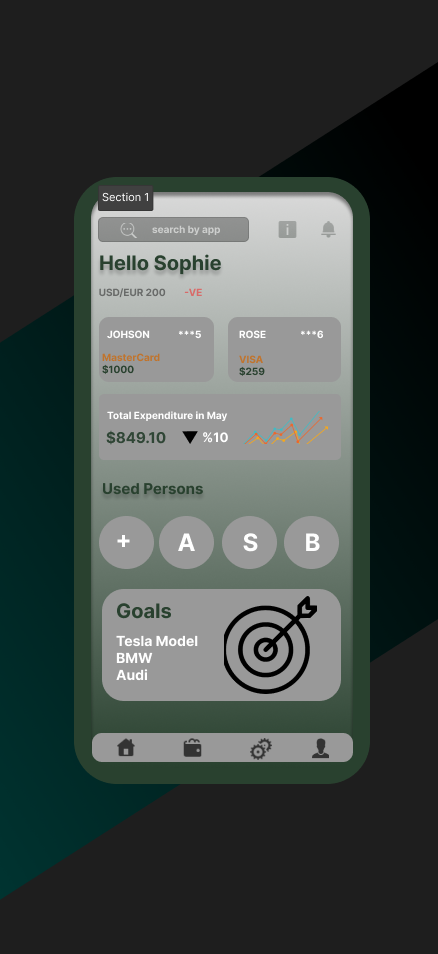 Section 1
search by app
Hello Sophie
USD/EUR 200 -VE
JOHSON ***5
MasterCard
$1000
ROSE ***6
VISA
$259
Total Expenditure in May
$849.10 %10
Used Persons
+ A S B
Goals
Tesla Model
BMW
Audi